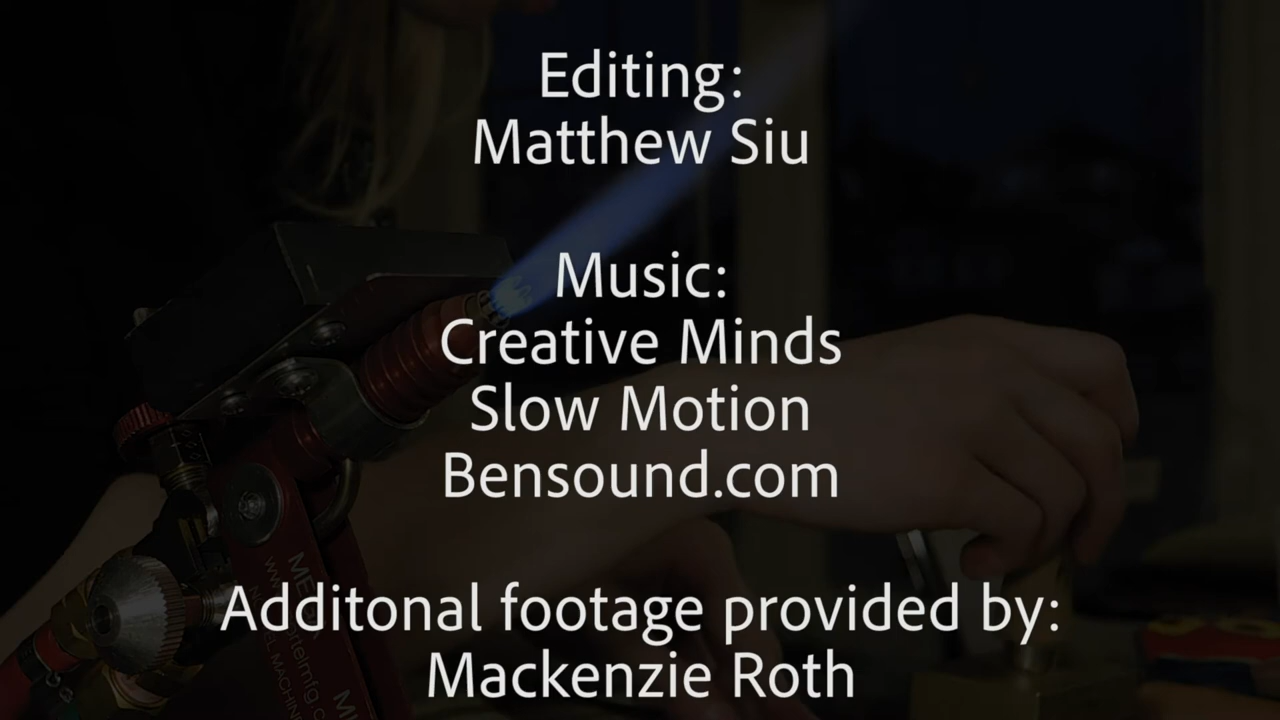 Editing:
Matthew Siu
Music:
Creative Minds
Slow Motion
Bensound.com
Additonal footage provided by:
Mackenzie Roth